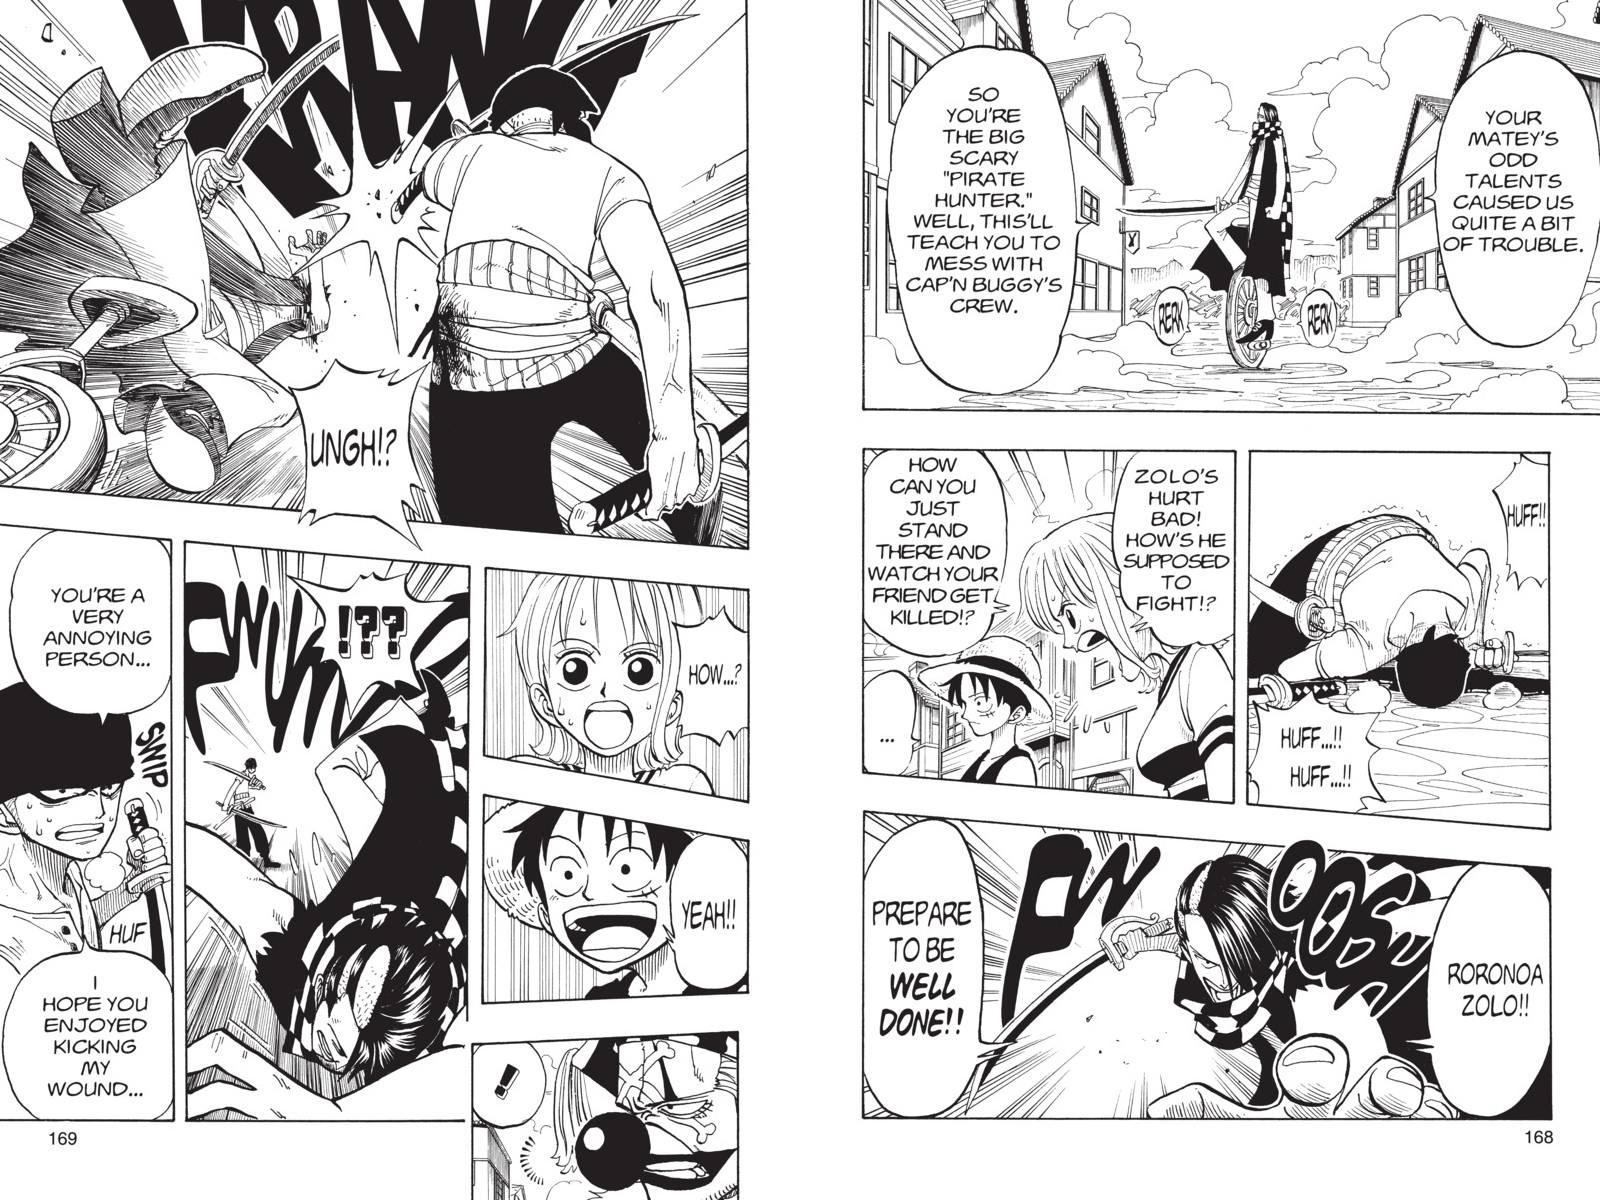 YOUR
MATEY'S
ODD
TALENTS
CAUSED US
QUITE A BIT
OF TROUBLE.
SO
YOU'RE
THE BIG
SCARY
"PIRATE
HUNTER."
WELL, THIS'LL
TEACH YOU TO
MESS WITH
CAP'N BUGGY'S
CREW.
RERK
RERK
HUFF!!
HUFF...!!
HUFF...!!
ZOLO'S
HURT
BAD!
HOW'S HE
SUPPOSED
TO
FIGHT!?
HOW
CAN YOU
JUST
STAND
THERE AND
WATCH YOUR
FRIEND GET
KILLED!?
...
RORONOA
ZOLO!!
FWOOOSH
PREPARE
TO BE
WELL
DONE!!
168
KRANK
UNGH!?
HOW...?
YEAH!!
!
!??
FWUMP
YOU'RE A
VERY
ANNOYING
PERSON...
SWIP
HUF
I
HOPE YOU
ENJOYED
KICKING
MY
WOUND...
169